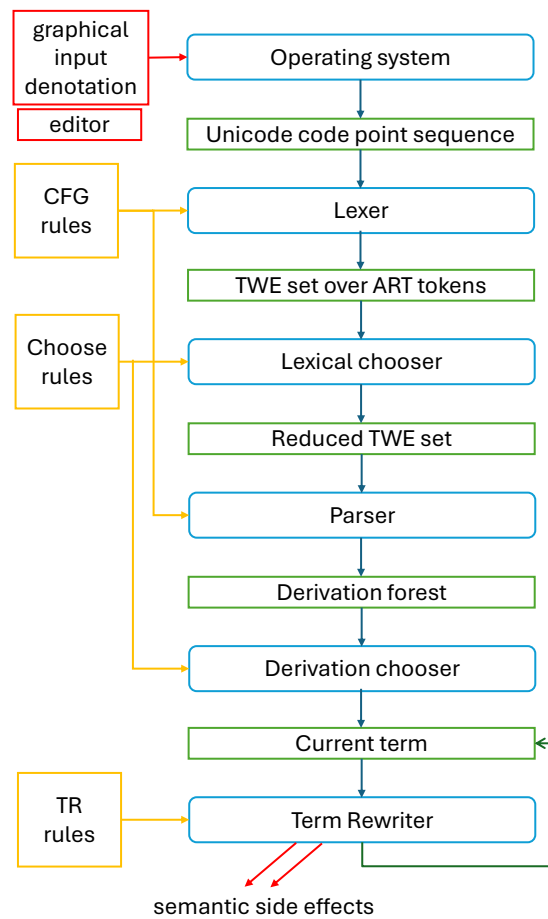 graphical
input
denotation
editor
Operating system
Unicode code point sequence
CFG
rules
Lexer
TWE set over ART tokens
Choose
rules
Lexical chooser
Reduced TWE set
Parser
Derivation forest
Derivation chooser
Current term
TR
rules
Term Rewriter
semantic side effects